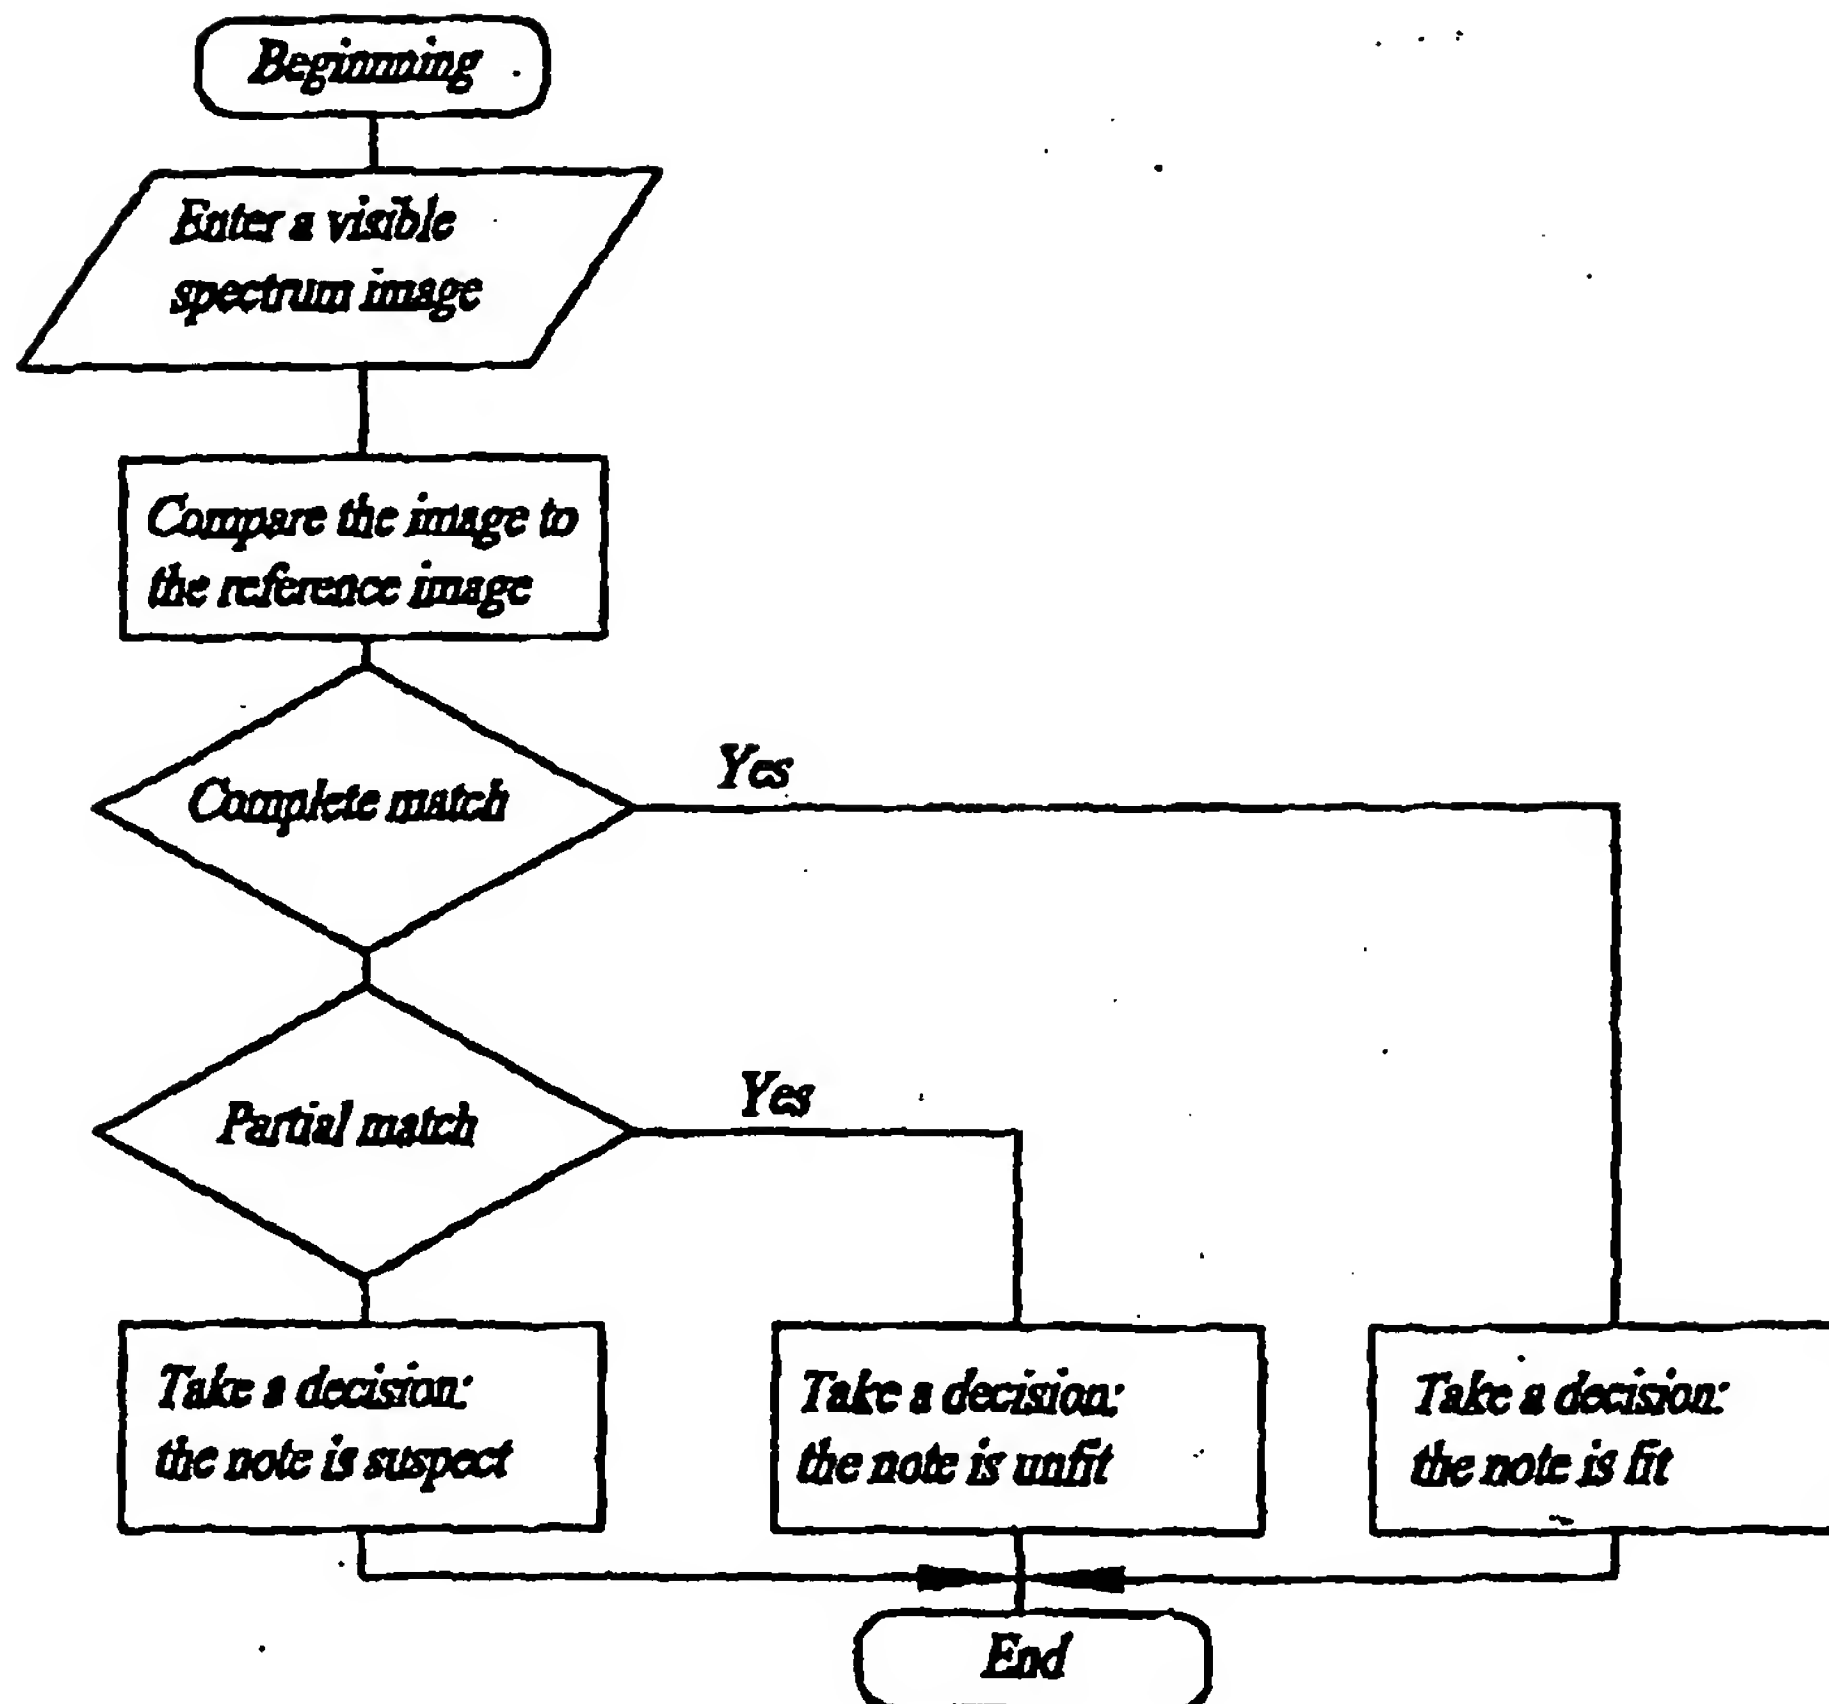 Beginnning
Enter a visible
spectrum image
Compare the image to
the reference image
Complete match
Yes
Partial match
Yes
Take a decision:
the note is suspect
Take a decision:
the note is unfit
Take a decision:
the note is fit
End